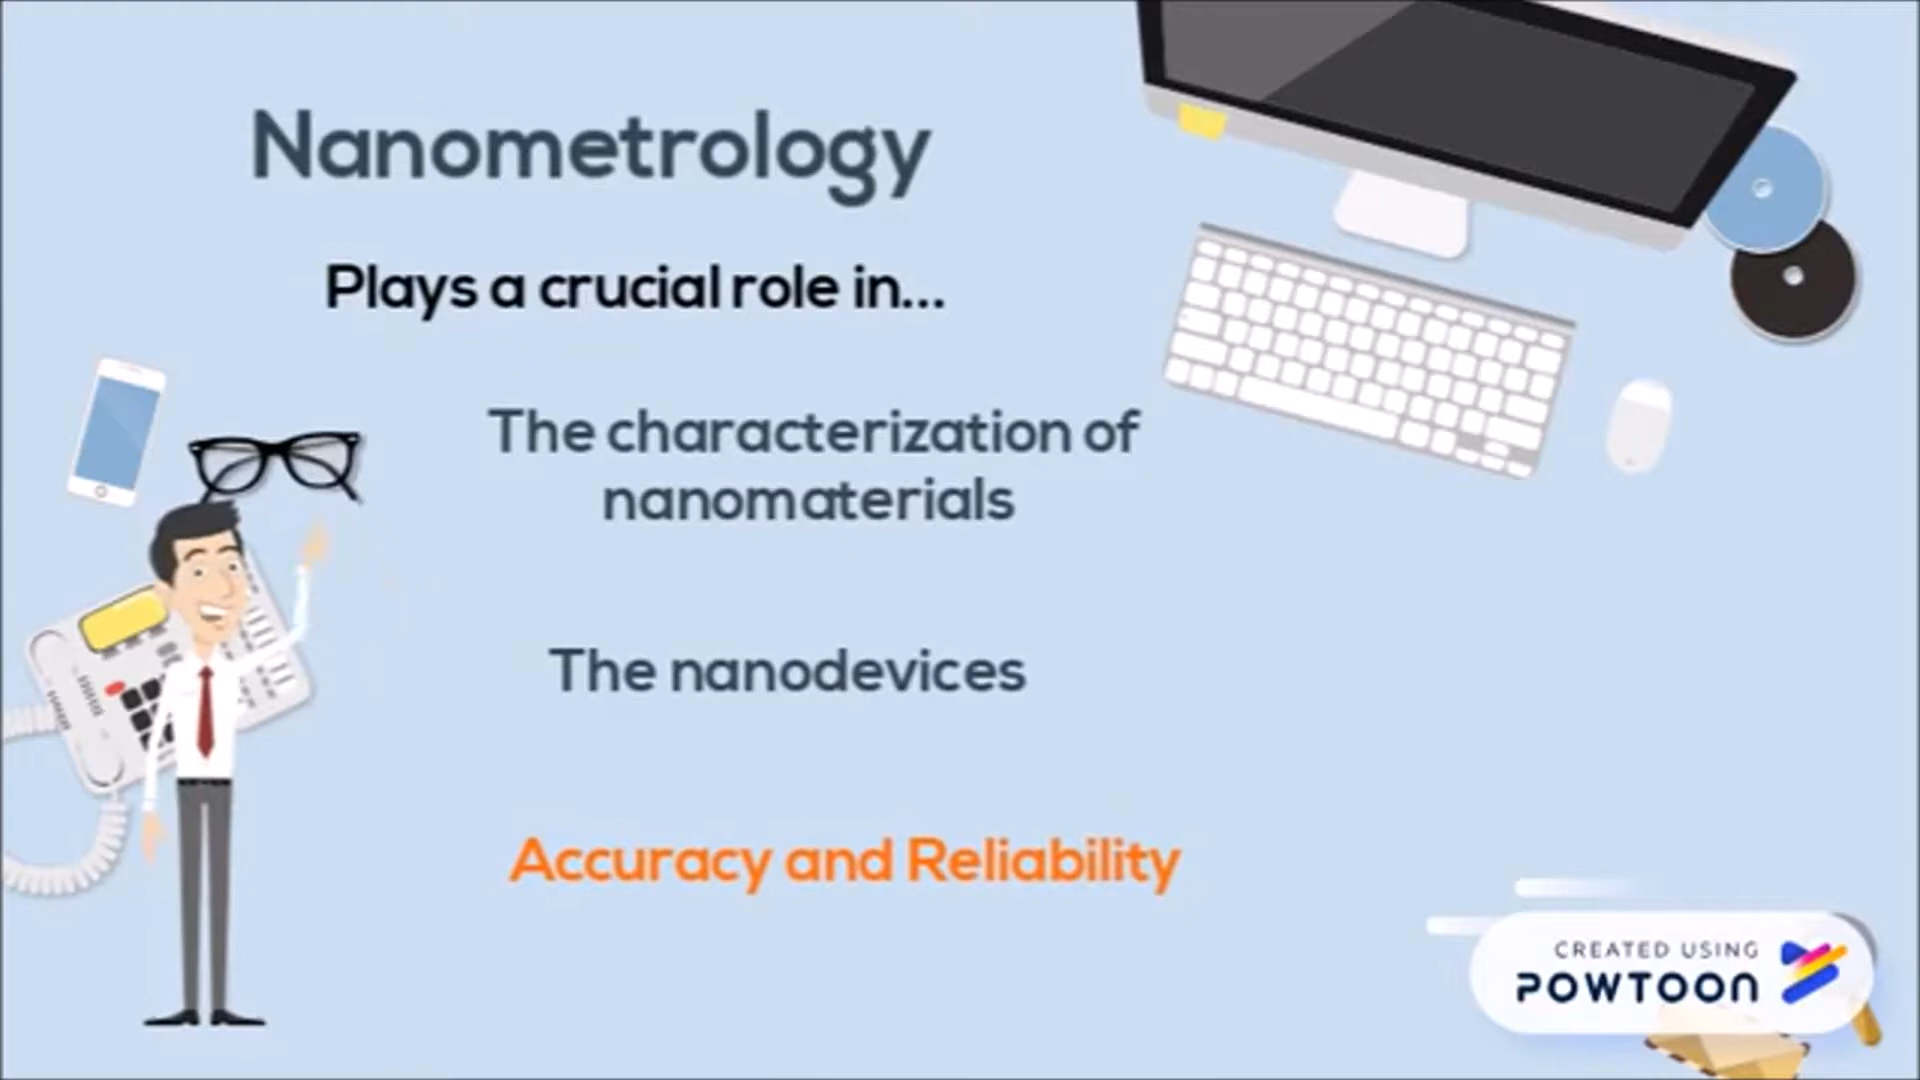 Nanometrology
Plays a crucial role in...
The characterization of
nanomaterials
The nanodevices
Accuracy and Reliability
CREATED USING
POWTOON